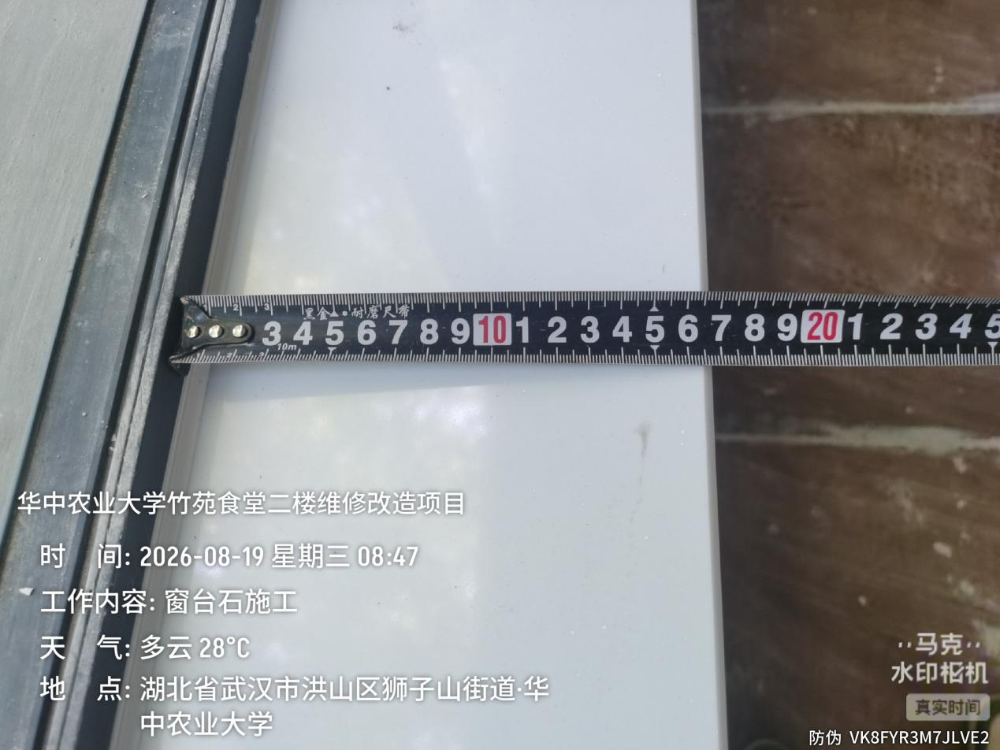 2 3
黑金▲●耐磨尺带
3 4 5 6 7 8 9 10 1 2 3 4 5 6 7 8 9 20 1 2 3 4 5
10m
华中农业大学竹苑食堂二楼维修改造项目
时 间: 2026-08-19 星期三 08:47
工作内容: 窗台石施工
天 气: 多云 28°C
地 点: 湖北省武汉市洪山区狮子山街道·华
中农业大学
马克
水印相机
真实时间
防伪 VK8FYR3M7JLVE2